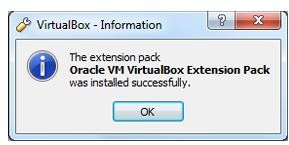 VirtualBox - Information
The extension pack
Oracle VM VirtualBox Extension Pack
was installed successfully.
OK